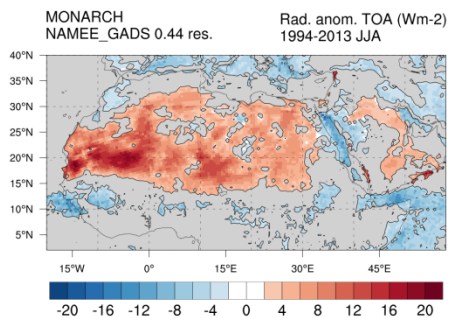 MONARCH
NAMEE_GADS 0.44 res.
Rad. anom. TOA (Wm-2)
1994-2013 JJA
40°N
35°N
30°N
25°N
20°N
15°N
10°N
5°N
15°W 0° 15°E 30°E 45°E
-20 -16 -12 -8 -4 0 4 8 12 16 20